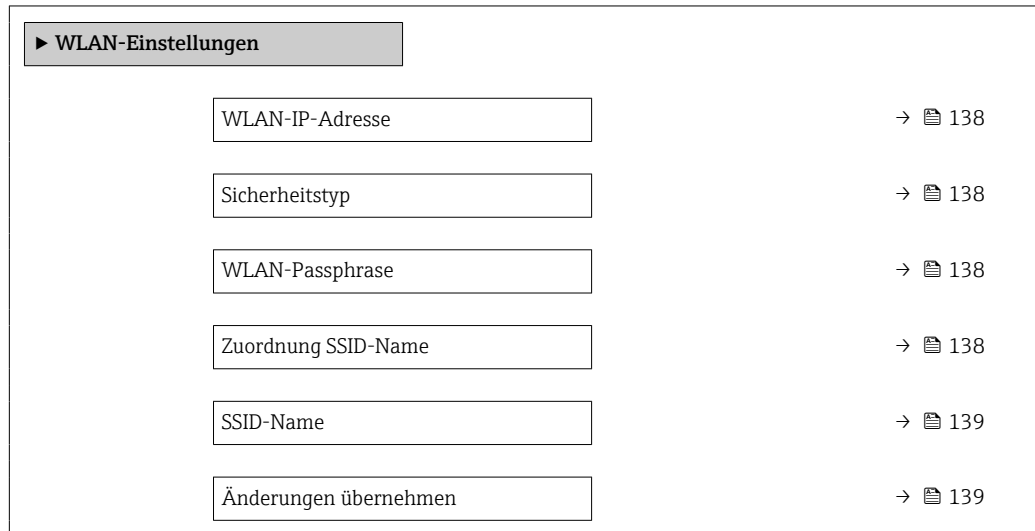 ▶ WLAN-Einstellungen
WLAN-IP-Adresse → 138
Sicherheitstyp → 138
WLAN-Passphrase → 138
Zuordnung SSID-Name → 138
SSID-Name → 139
Änderungen übernehmen → 139